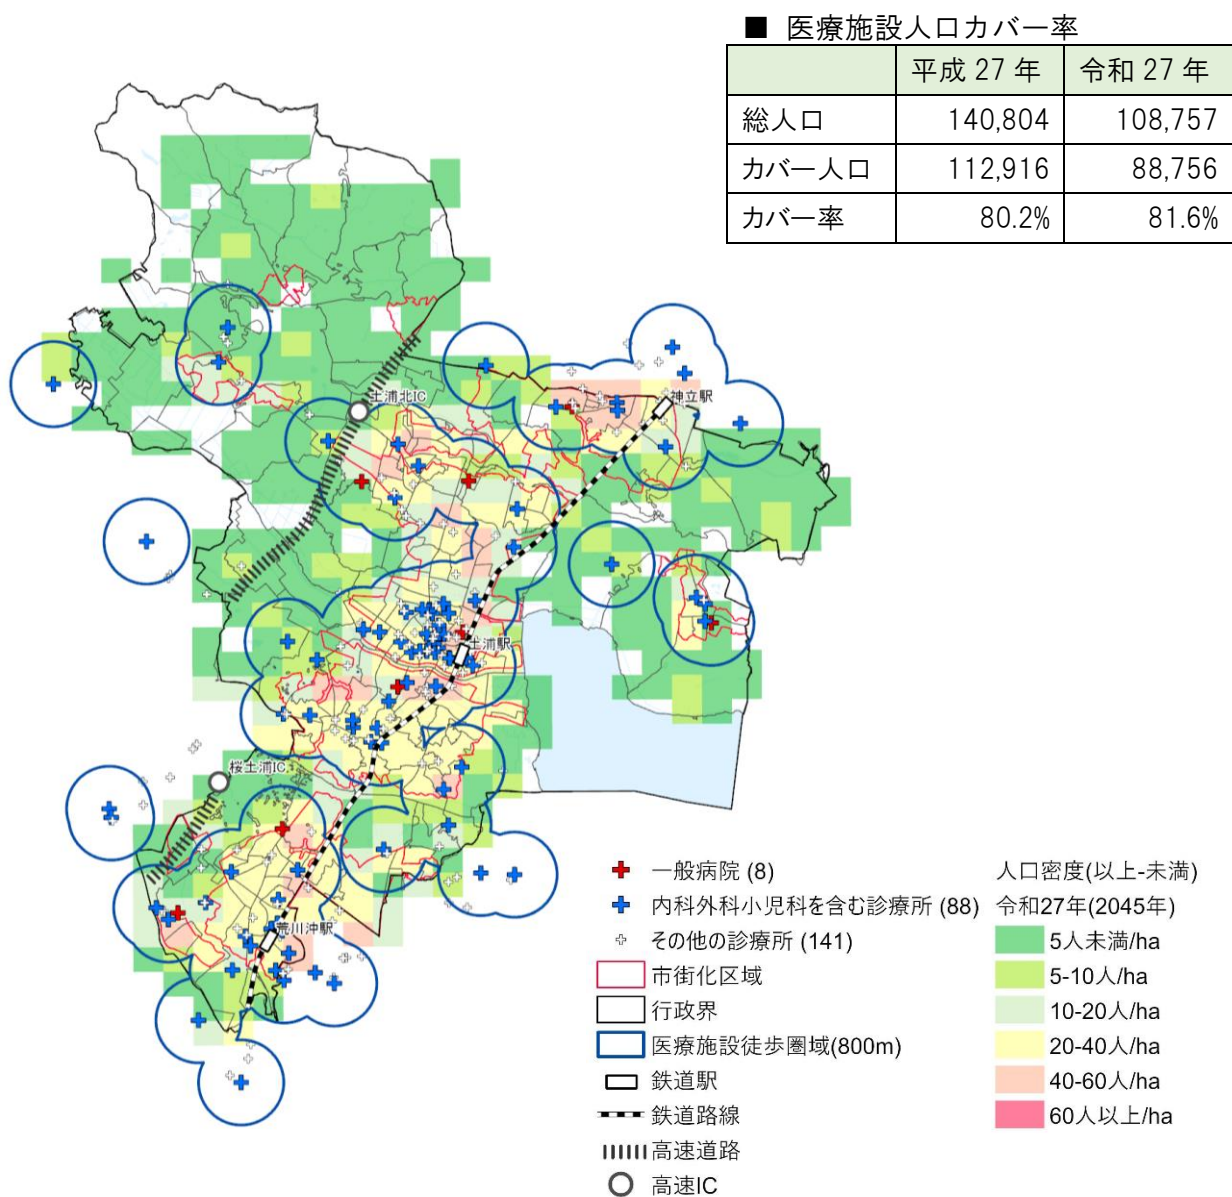 ■ 医療施設人口カバー率
平成 27 年 令和 27 年
総人口 140,804 108,757
カバー人口 112,916 88,756
カバー率 80.2% 81.6%
土浦北IC
神立駅
土浦駅
桜土浦IC
荒川沖駅
一般病院 (8)
内科外科小児科を含む診療所 (88)
その他の診療所 (141)
市街化区域
行政界
医療施設徒歩圏域(800m)
鉄道駅
鉄道路線
高速道路
高速IC
人口密度(以上-未満)
令和27年(2045年)
5人未満/ha
5-10人/ha
10-20人/ha
20-40人/ha
40-60人/ha
60人以上/ha